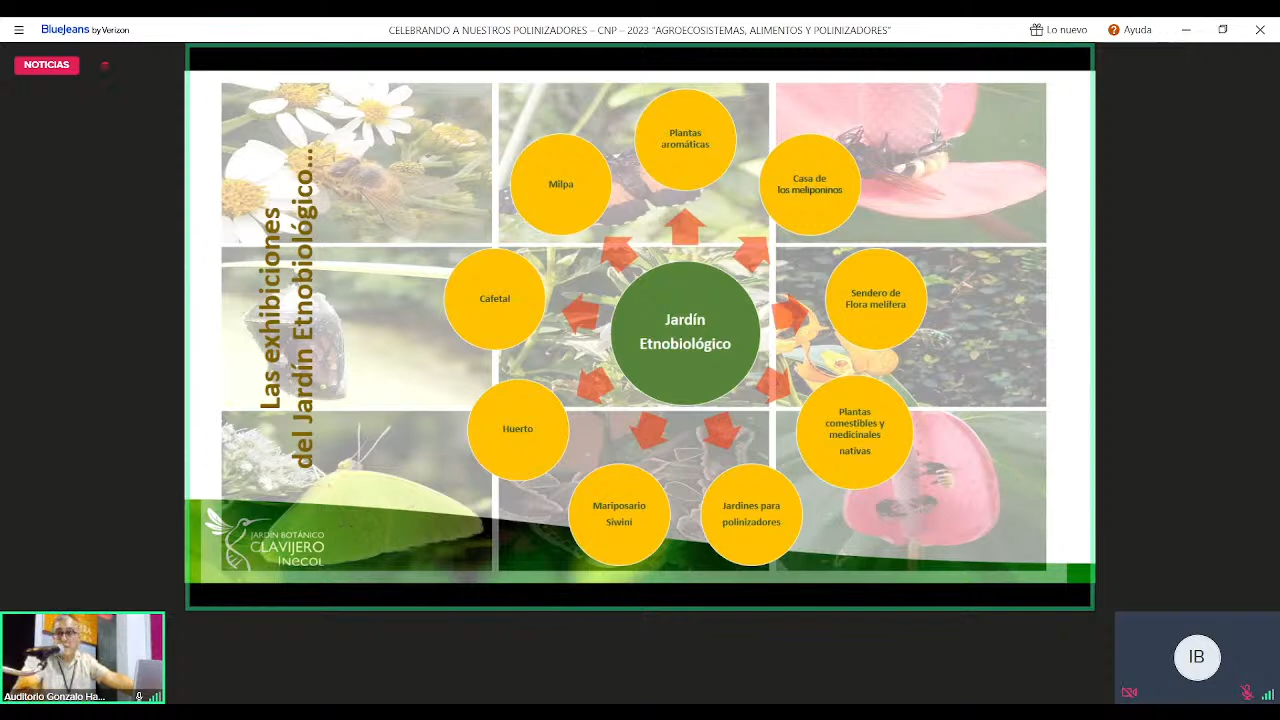 BlueJeans by Verizon
CELEBRANDO A NUESTROS POLINIZADORES – CNP – 2023 "AGROECOSISTEMAS, ALIMENTOS Y POLINIZADORES"
Lo nuevo
Ayuda
NOTICIAS
Las exhibiciones
del Jardín Etnobiológico...
Plantas
aromáticas
Milpa
Casa de
los meliponinos
Cafetal
Sendero de
Flora melífera
Jardín
Etnobiológico
Huerto
Plantas
comestibles y
medicinales
nativas
Mariposario
Siwini
Jardines para
polinizadores
JARDÍN BOTÁNICO
CLAVIJERO
INECOL
Auditorio Gonzalo Ha...
IB